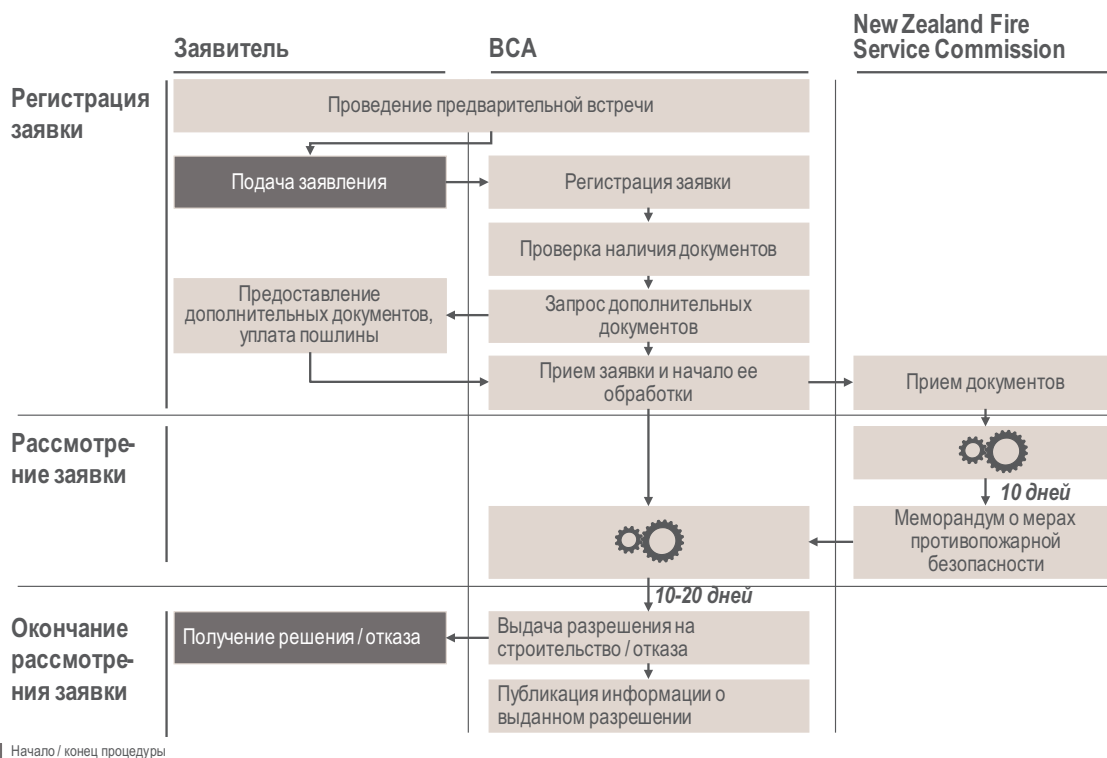 Заявитель
BCA
New Zealand Fire
Service Commission
Регистрация
заявки
Проведение предварительной встречи
Подача заявления
Регистрация заявки
Проверка наличия документов
Предоставление
дополнительных документов,
уплата пошлины
Запрос дополнительных
документов
Прием заявки и начало ее
обработки
Прием документов
Рассмотре-
ние заявки
10 дней
Меморандум о мерах
противопожарной
безопасности
10-20 дней
Окончание
рассмотре-
ния заявки
Получение решения / отказа
Выдача разрешения на
строительство / отказа
Публикация информации о
выданном разрешении
Начало / конец процедуры